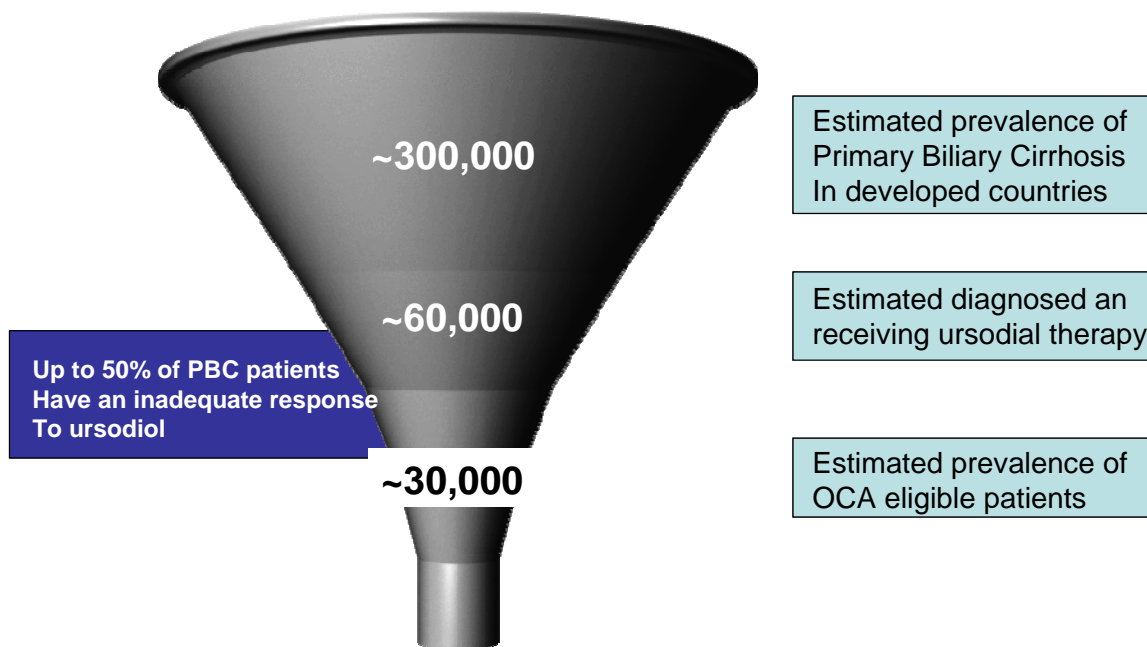 ~300,000
Estimated prevalence of
Primary Biliary Cirrhosis
In developed countries
~60,000
Estimated diagnosed an
receiving ursodial therapy
Up to 50% of PBC patients
Have an inadequate response
To ursodiol
~30,000
Estimated prevalence of
OCA eligible patients